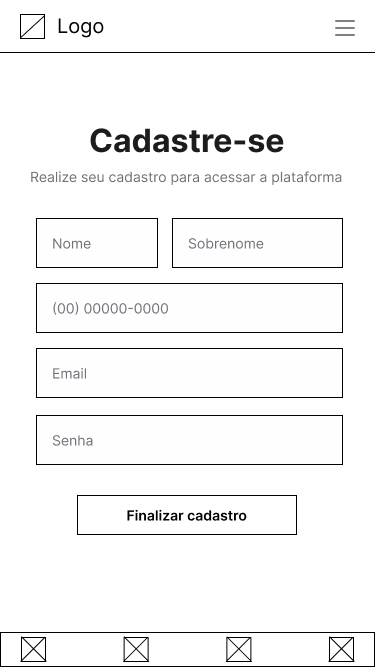 Logo
Cadastre-se
Realize seu cadastro para acessar a plataforma
Nome
Sobrenome
(00) 00000-0000
Email
Senha
Finalizar cadastro